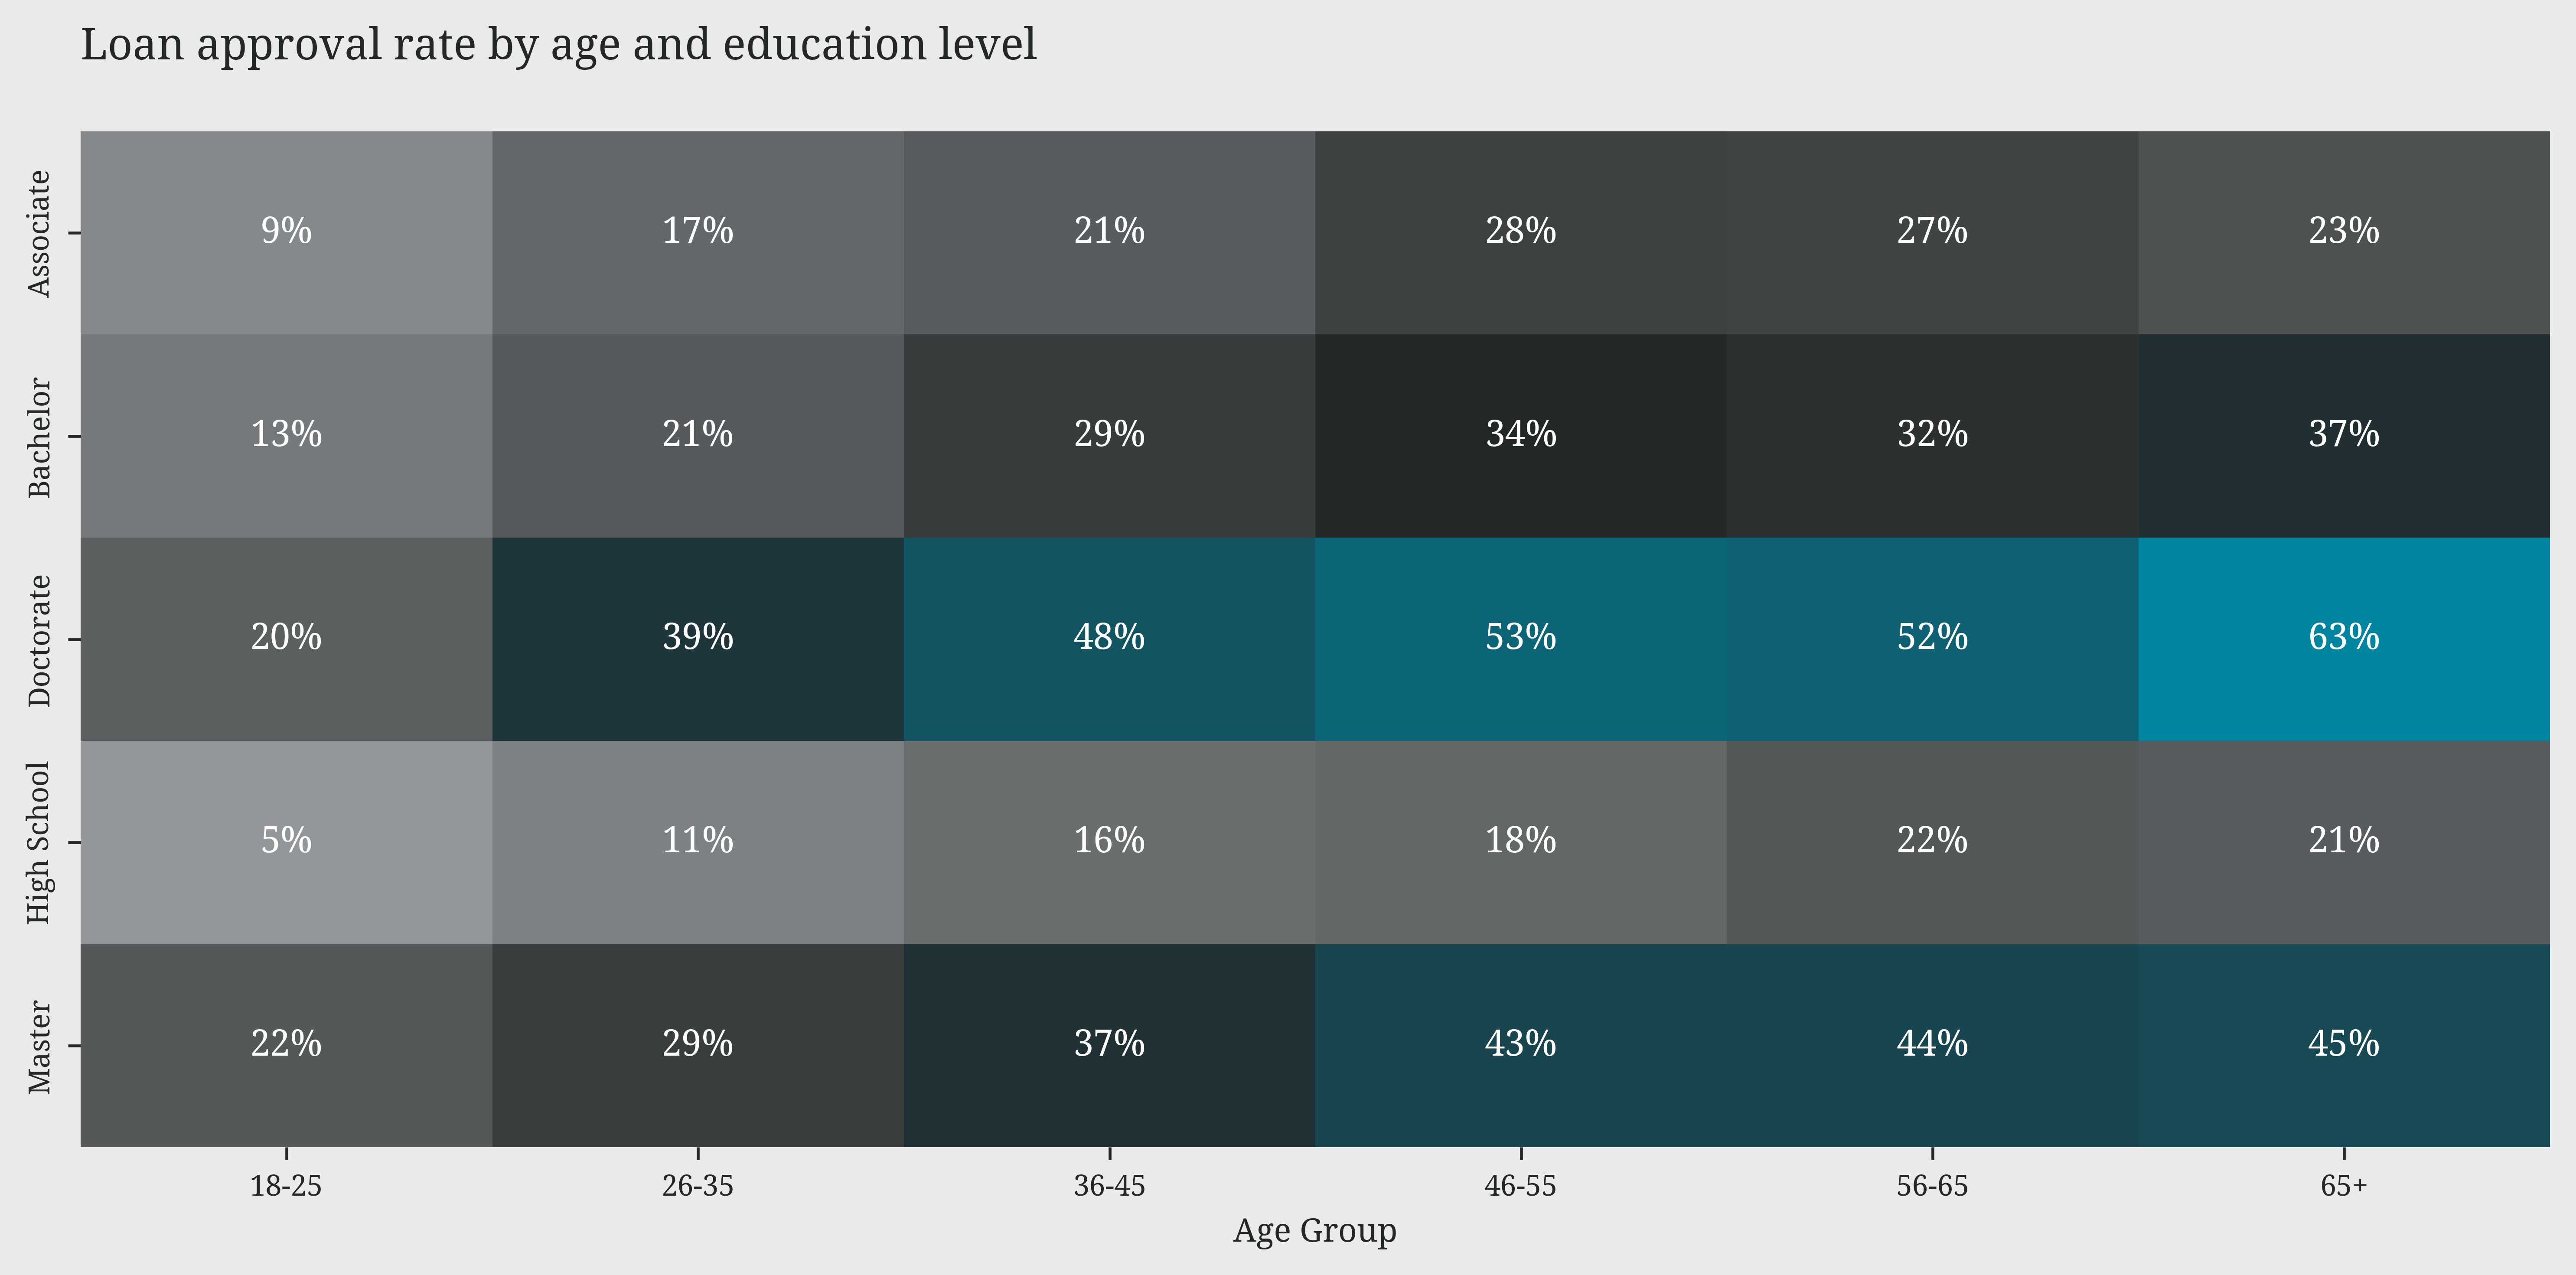 Loan approval rate by age and education level
Associate
9% 17% 21% 28% 27% 23%
Bachelor
13% 21% 29% 34% 32% 37%
Doctorate
20% 39% 48% 53% 52% 63%
High School
5% 11% 16% 18% 22% 21%
Master
22% 29% 37% 43% 44% 45%
18-25 26-35 36-45 46-55 56-65 65+
Age Group